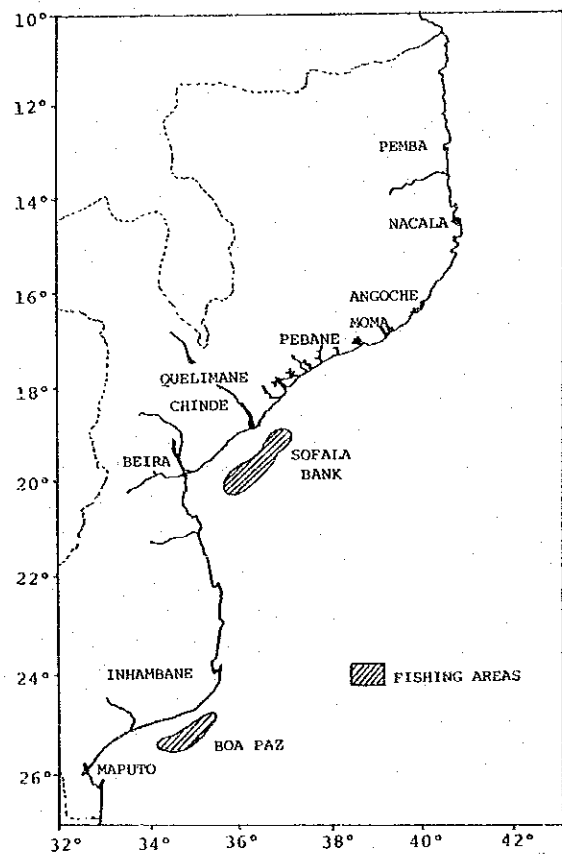 10°
12°
PEMBA
14°
NACALA
ANGOCHE
16°
MOMA
PEBANE
18°
QUELIMANE
CHINDE
BEIRA
SOFALA
BANK
20°
22°
24°
INHAMBANE
FISHING AREAS
BOA PAZ
MAPUTO
26°
32° 34° 36° 38° 40° 42°